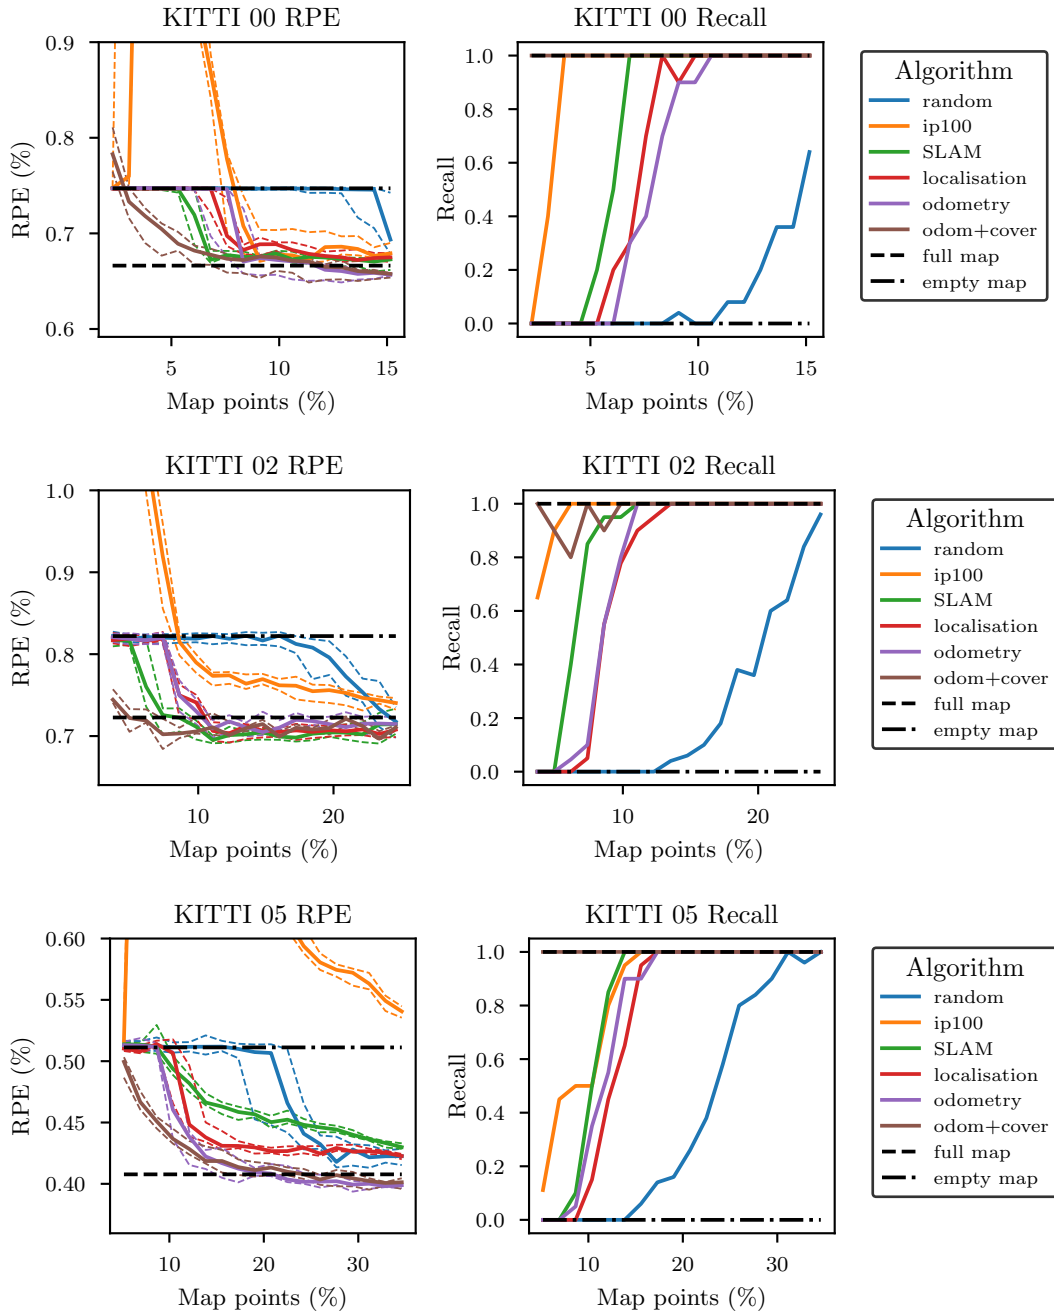 KITTI 00 RPE
0.9
0.8
0.7
0.6
RPE (%)
5
10
15
Map points (%)
KITTI 00 Recall
1.0
0.8
0.6
0.4
0.2
0.0
Recall
5
10
15
Map points (%)
Algorithm
random
ip100
SLAM
localisation
odometry
odom+cover
full map
empty map
KITTI 02 RPE
1.0
0.9
0.8
0.7
RPE (%)
10
20
Map points (%)
KITTI 02 Recall
1.0
0.8
0.6
0.4
0.2
0.0
Recall
10
20
Map points (%)
Algorithm
random
ip100
SLAM
localisation
odometry
odom+cover
full map
empty map
KITTI 05 RPE
0.60
0.55
0.50
0.45
0.40
RPE (%)
10
20
30
Map points (%)
KITTI 05 Recall
1.0
0.8
0.6
0.4
0.2
0.0
Recall
10
20
30
Map points (%)
Algorithm
random
ip100
SLAM
localisation
odometry
odom+cover
full map
empty map